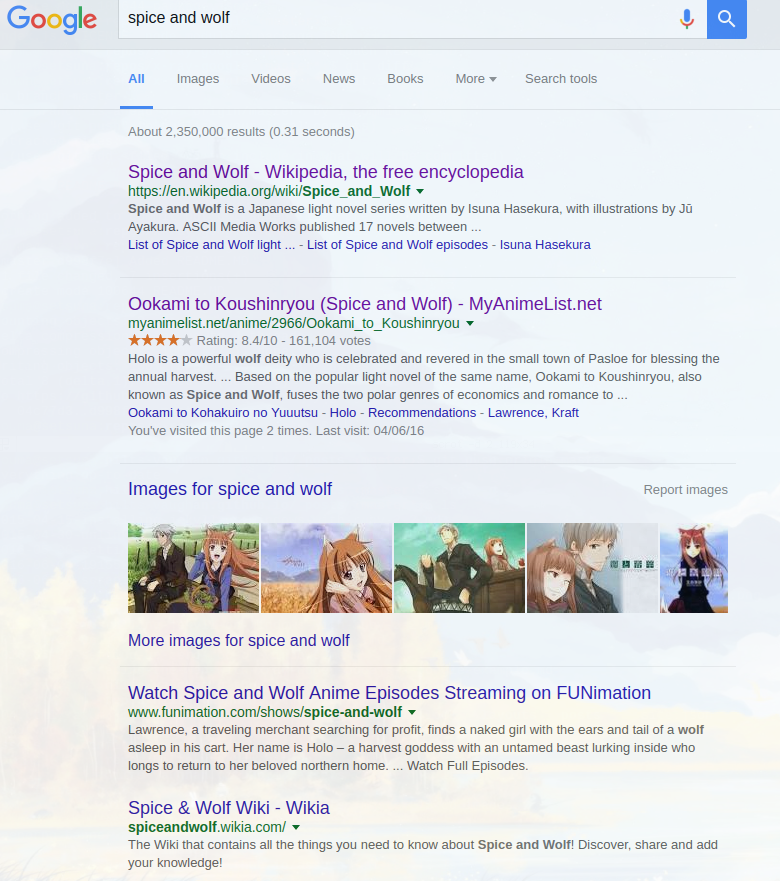 Google
spice and wolf
All Images Videos News Books More Search tools
About 2,350,000 results (0.31 seconds)
Spice and Wolf - Wikipedia, the free encyclopedia
https://en.wikipedia.org/wiki/Spice_and_Wolf
Spice and Wolf is a Japanese light novel series written by Isuna Hasekura, with illustrations by Jū
Ayakura. ASCII Media Works published 17 novels between ...
List of Spice and Wolf light ... - List of Spice and Wolf episodes - Isuna Hasekura
Ookami to Koushinryou (Spice and Wolf) - MyAnimeList.net
myanimelist.net/anime/2966/Ookami_to_Koushinryou
Rating: 8.4/10 - 161,104 votes
Holo is a powerful wolf deity who is celebrated and revered in the small town of Pasloe for blessing the
annual harvest. ... Based on the popular light novel of the same name, Ookami to Koushinryou, also
known as Spice and Wolf, fuses the two polar genres of economics and romance to ...
Ookami to Kohakuiro no Yuuutsu - Holo - Recommendations - Lawrence, Kraft
You've visited this page 2 times. Last visit: 04/06/16
Images for spice and wolf
Report images
More images for spice and wolf
Watch Spice and Wolf Anime Episodes Streaming on FUNimation
www.funimation.com/shows/spice-and-wolf
Lawrence, a traveling merchant searching for profit, finds a naked girl with the ears and tail of a wolf
asleep in his cart. Her name is Holo – a harvest goddess with an untamed beast lurking inside who
longs to return to her beloved northern home. ... Watch Full Episodes.
Spice & Wolf Wiki - Wikia
spiceandwolf.wikia.com/
The Wiki that contains all the things you need to know about Spice and Wolf! Discover, share and add
your knowledge!